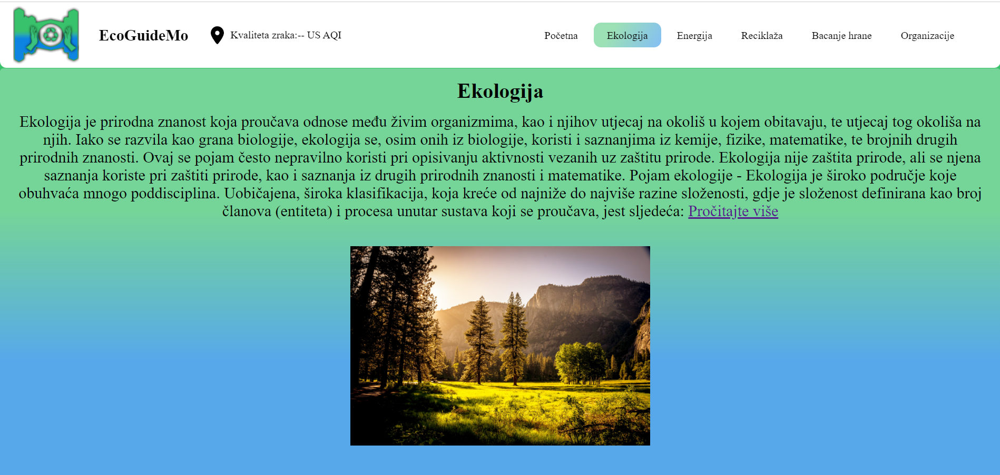 EcoGuideMo
Kvaliteta zraka:-- US AQI
Početna
Ekologija
Energija
Reciklaža
Bacanje hrane
Organizacije
Ekologija
Ekologija je prirodna znanost koja proučava odnose među živim organizmima, kao i njihov utjecaj na okoliš u kojem obitavaju, te utjecaj tog okoliša na
njih. Iako se razvila kao grana biologije, ekologija se, osim onih iz biologije, koristi i saznanjima iz kemije, fizike, matematike, te brojnih drugih
prirodnih znanosti. Ovaj se pojam često nepravilno koristi pri opisivanju aktivnosti vezanih uz zaštitu prirode. Ekologija nije zaštita prirode, ali se njena
saznanja koriste pri zaštiti prirode, kao i saznanja iz drugih prirodnih znanosti i matematike. Pojam ekologije - Ekologija je široko područje koje
obuhvaća mnogo poddisciplina. Uobičajena, široka klasifikacija, koja kreće od najniže do najviše razine složenosti, gdje je složenost definirana kao broj
članova (entiteta) i procesa unutar sustava koji se proučava, jest sljedeća: Pročitajte više